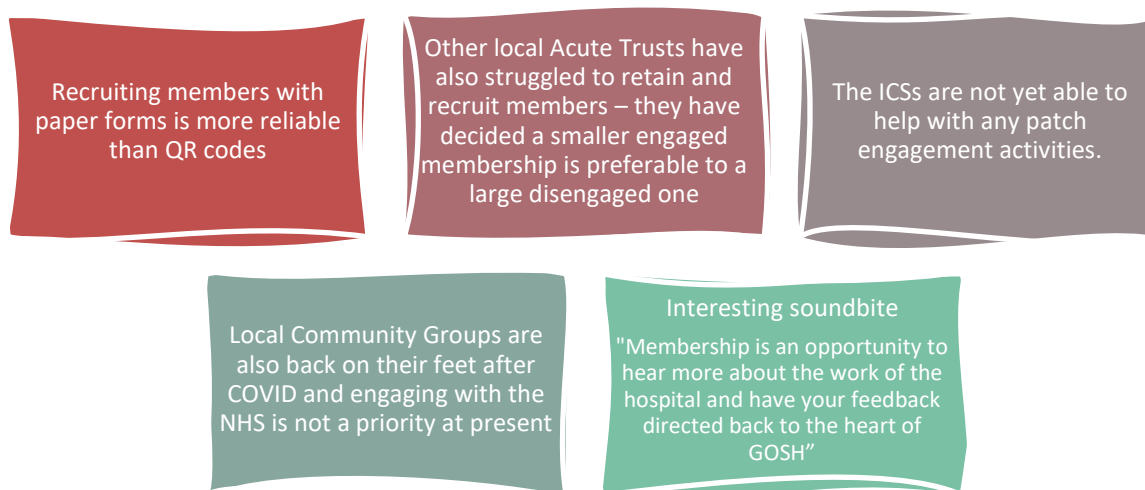 Recruiting members with
paper forms is more reliable
than QR codes
Other local Acute Trusts have
also struggled to retain and
recruit members – they have
decided a smaller engaged
membership is preferable to a
large disengaged one
The ICSs are not yet able to
help with any patch
engagement activities.
Local Community Groups are
also back on their feet after
COVID and engaging with the
NHS is not a priority at present
Interesting soundbite
"Membership is an opportunity to
hear more about the work of the
hospital and have your feedback
directed back to the heart of
GOSH”